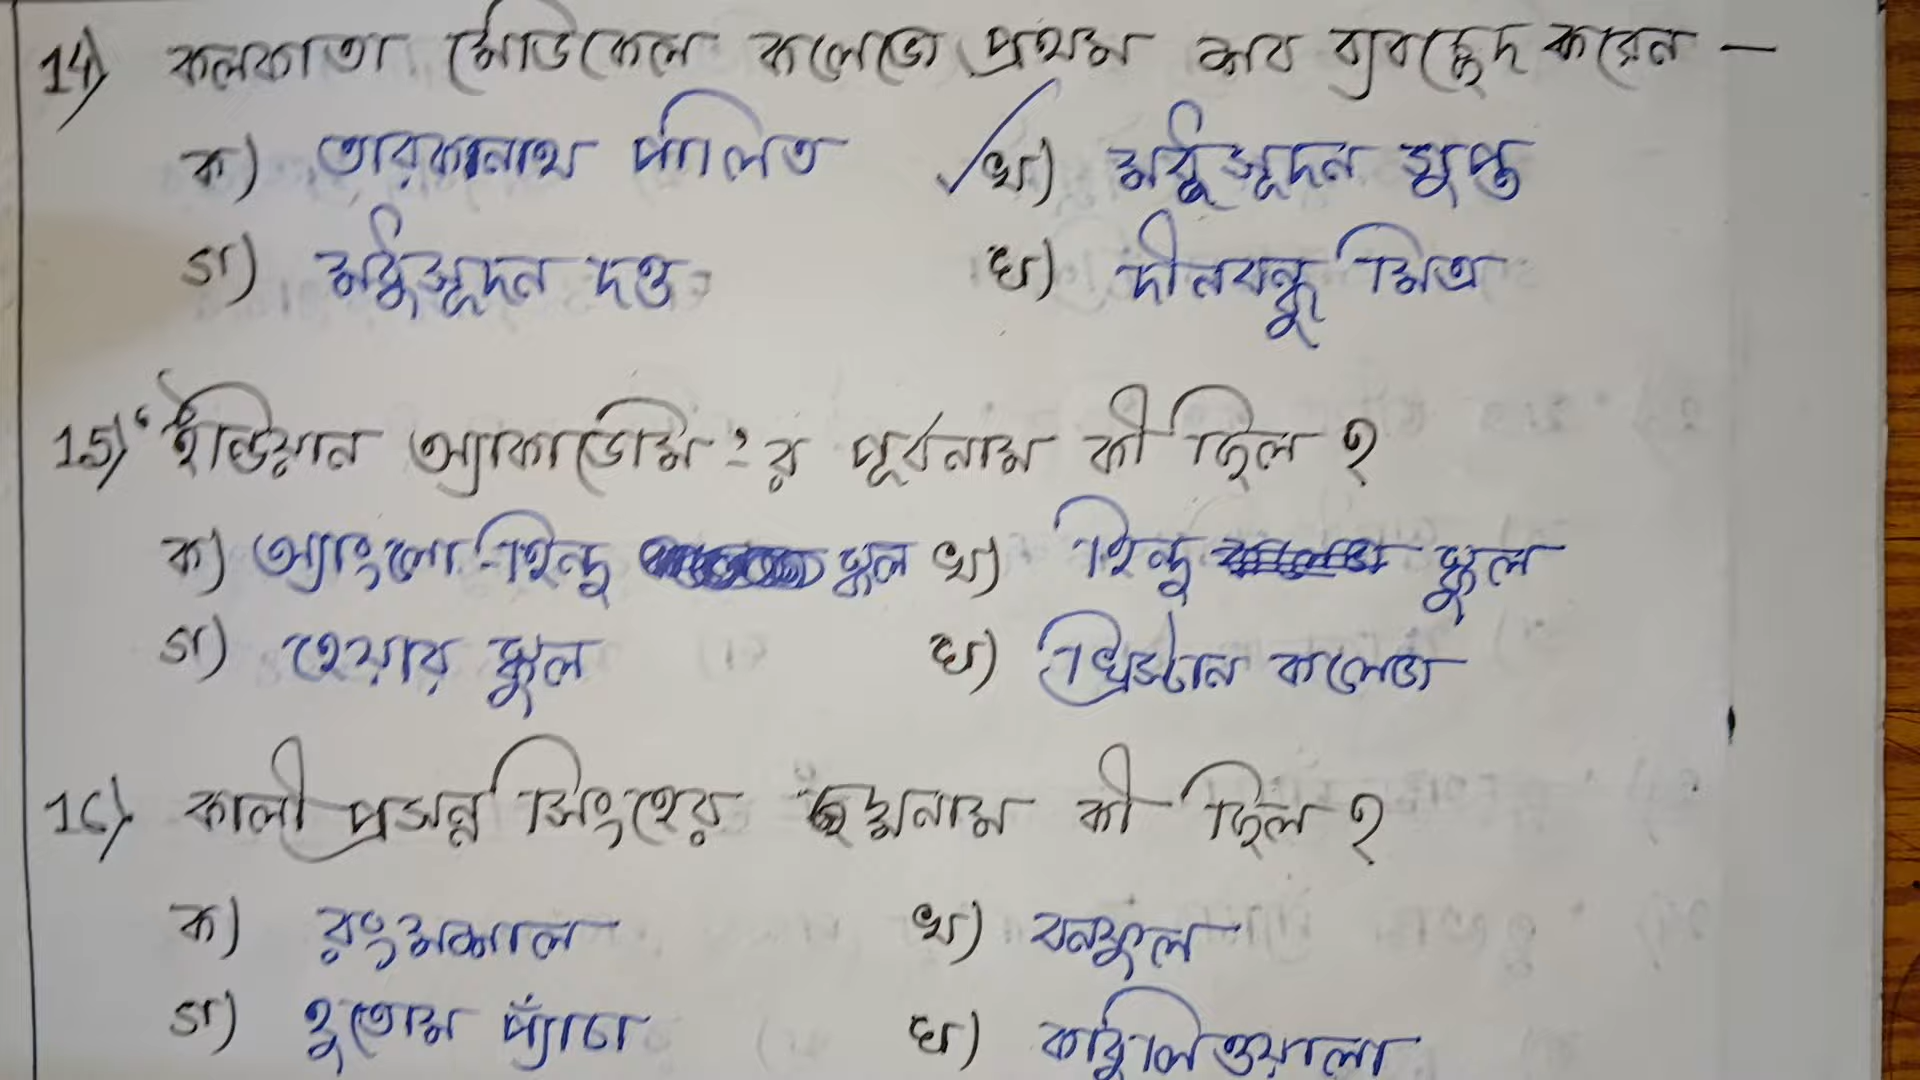 14) কলকাতা মেডিকেল কলেজে প্রথম শব ব্যবচ্ছেদ করেন —
ক) তারকানাথ পালিত খ) মধুসূদন গুপ্ত
গ) মধুসূদন দত্ত ঘ) দীনবন্ধু মিত্র
15) 'ইন্ডিয়ান অ্যাকাডেমি'-র পূর্বনাম কী ছিল ?
ক) অ্যাংলো-হিন্দু স্কুল খ) হিন্দু স্কুল
গ) হেয়ার স্কুল ঘ) খ্রিস্টান কলেজ
16) কালীপ্রসন্ন সিংহের ছদ্মনাম কী ছিল ?
ক) রংমশাল খ) বনফুল
গ) হুতোম প্যাঁচা ঘ) কাবুলিওয়ালা